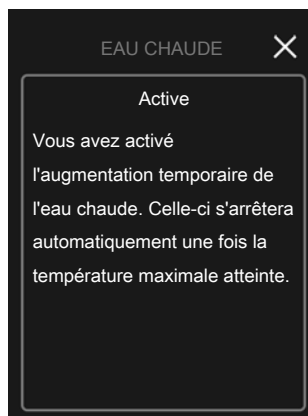 EAU CHAUDE
Active
Vous avez activé
l'augmentation temporaire de
l'eau chaude. Celle-ci s'arrêtera
automatiquement une fois la
température maximale atteinte.